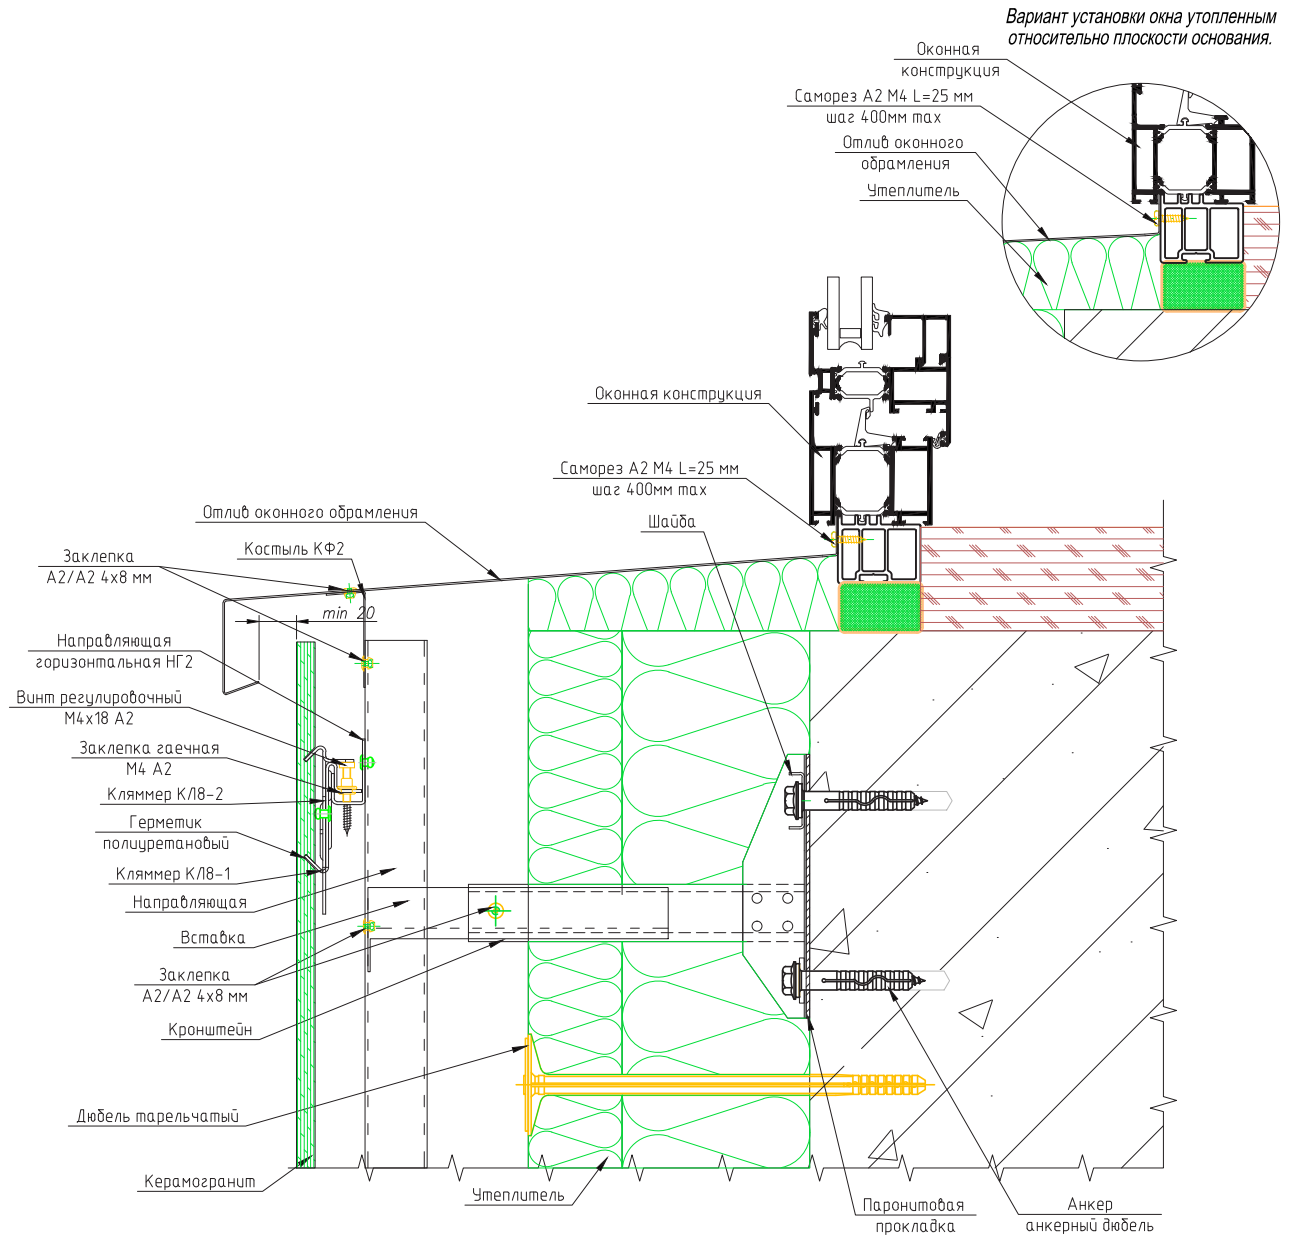 Вариант установки окна утопленным
относительно плоскости основания.
Оконная
конструкция
Саморез А2 М4 L=25 мм
шаг 400мм max
Отлив оконного
обрамления
Утеплитель
Оконная конструкция
Саморез А2 М4 L=25 мм
шаг 400мм max
Шайба
Отлив оконного обрамления
Костыль КФ2
Заклепка
А2/А2 4х8 мм
min 20
Направляющая
горизонтальная НГ2
Винт регулировочный
М4х18 А2
Заклепка гаечная
М4 А2
Кляммер КЛ8-2
Герметик
полиуретановый
Кляммер КЛ8-1
Направляющая
Вставка
Заклепка
А2/А2 4х8 мм
Кронштейн
Дюбель тарельчатый
Керамогранит
Утеплитель
Паронитовая
прокладка
Анкер
анкерный дюбель